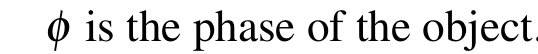 ϕ is the phase of the object.